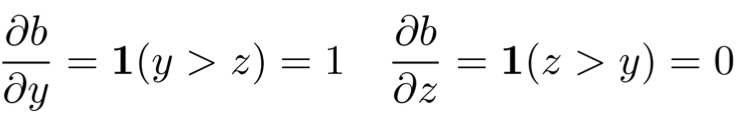 ∂b/∂y = 𝟏(y > z) = 1    ∂b/∂z = 𝟏(z > y) = 0